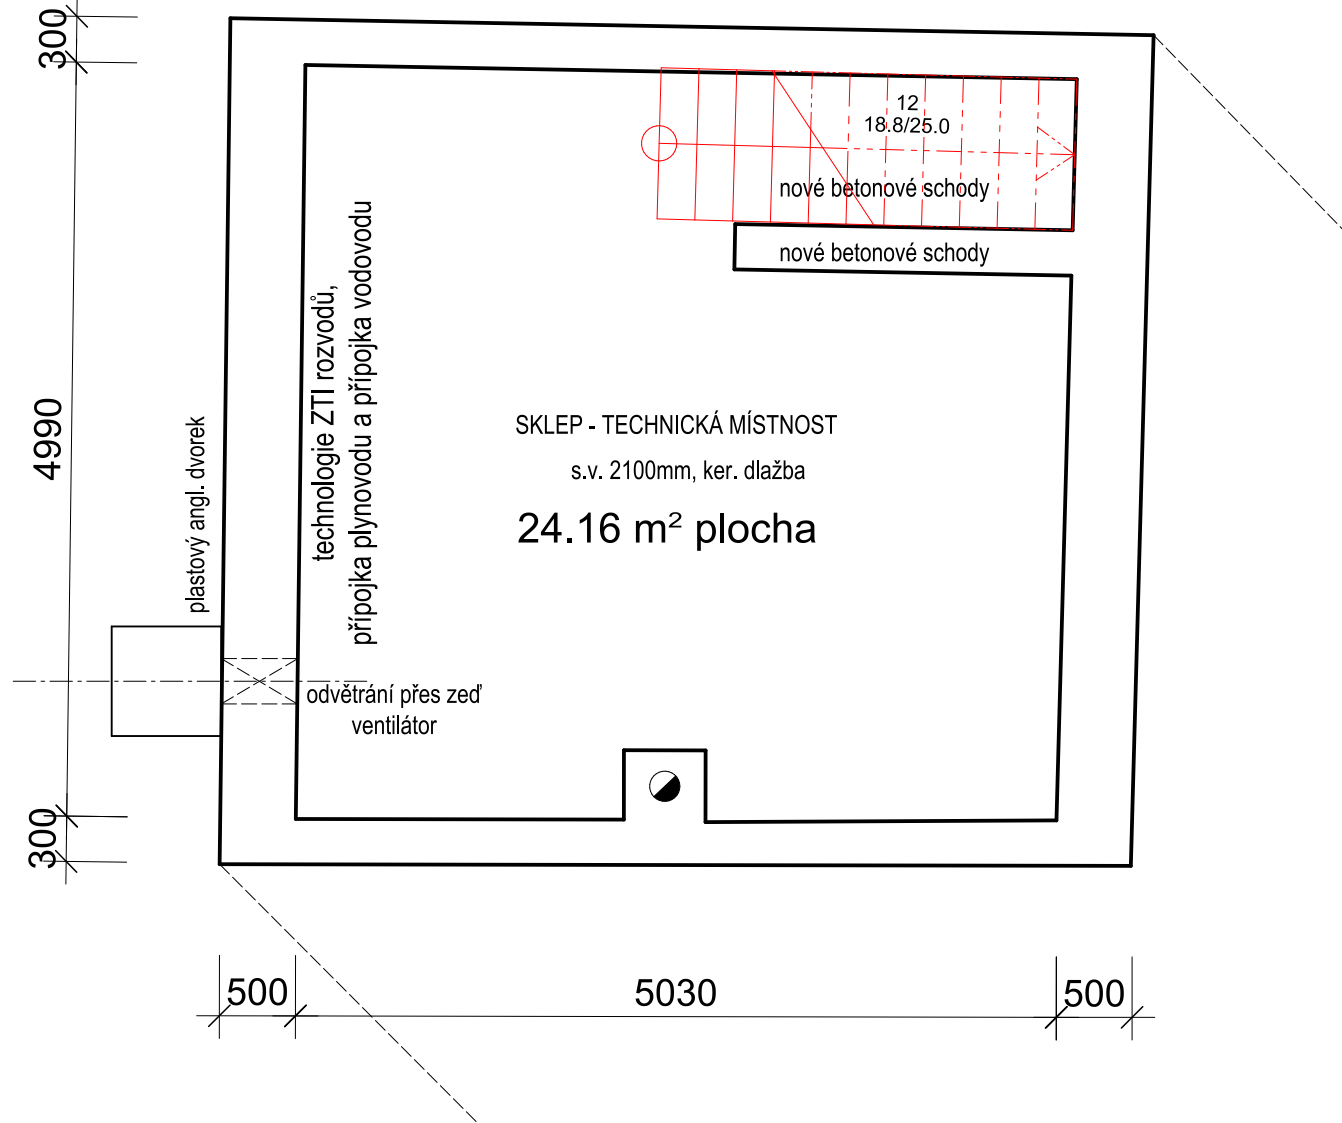 300
4990
300
plastový angl. dvorek
technologie ZTI rozvodů,
přípojka plynovodu a přípojka vodovodu
12
18.8/25.0
nové betonové schody
nové betonové schody
SKLEP - TECHNICKÁ MÍSTNOST
s.v. 2100mm, ker. dlažba
24.16 m² plocha
odvětrání přes zeď
ventilátor
500
5030
500